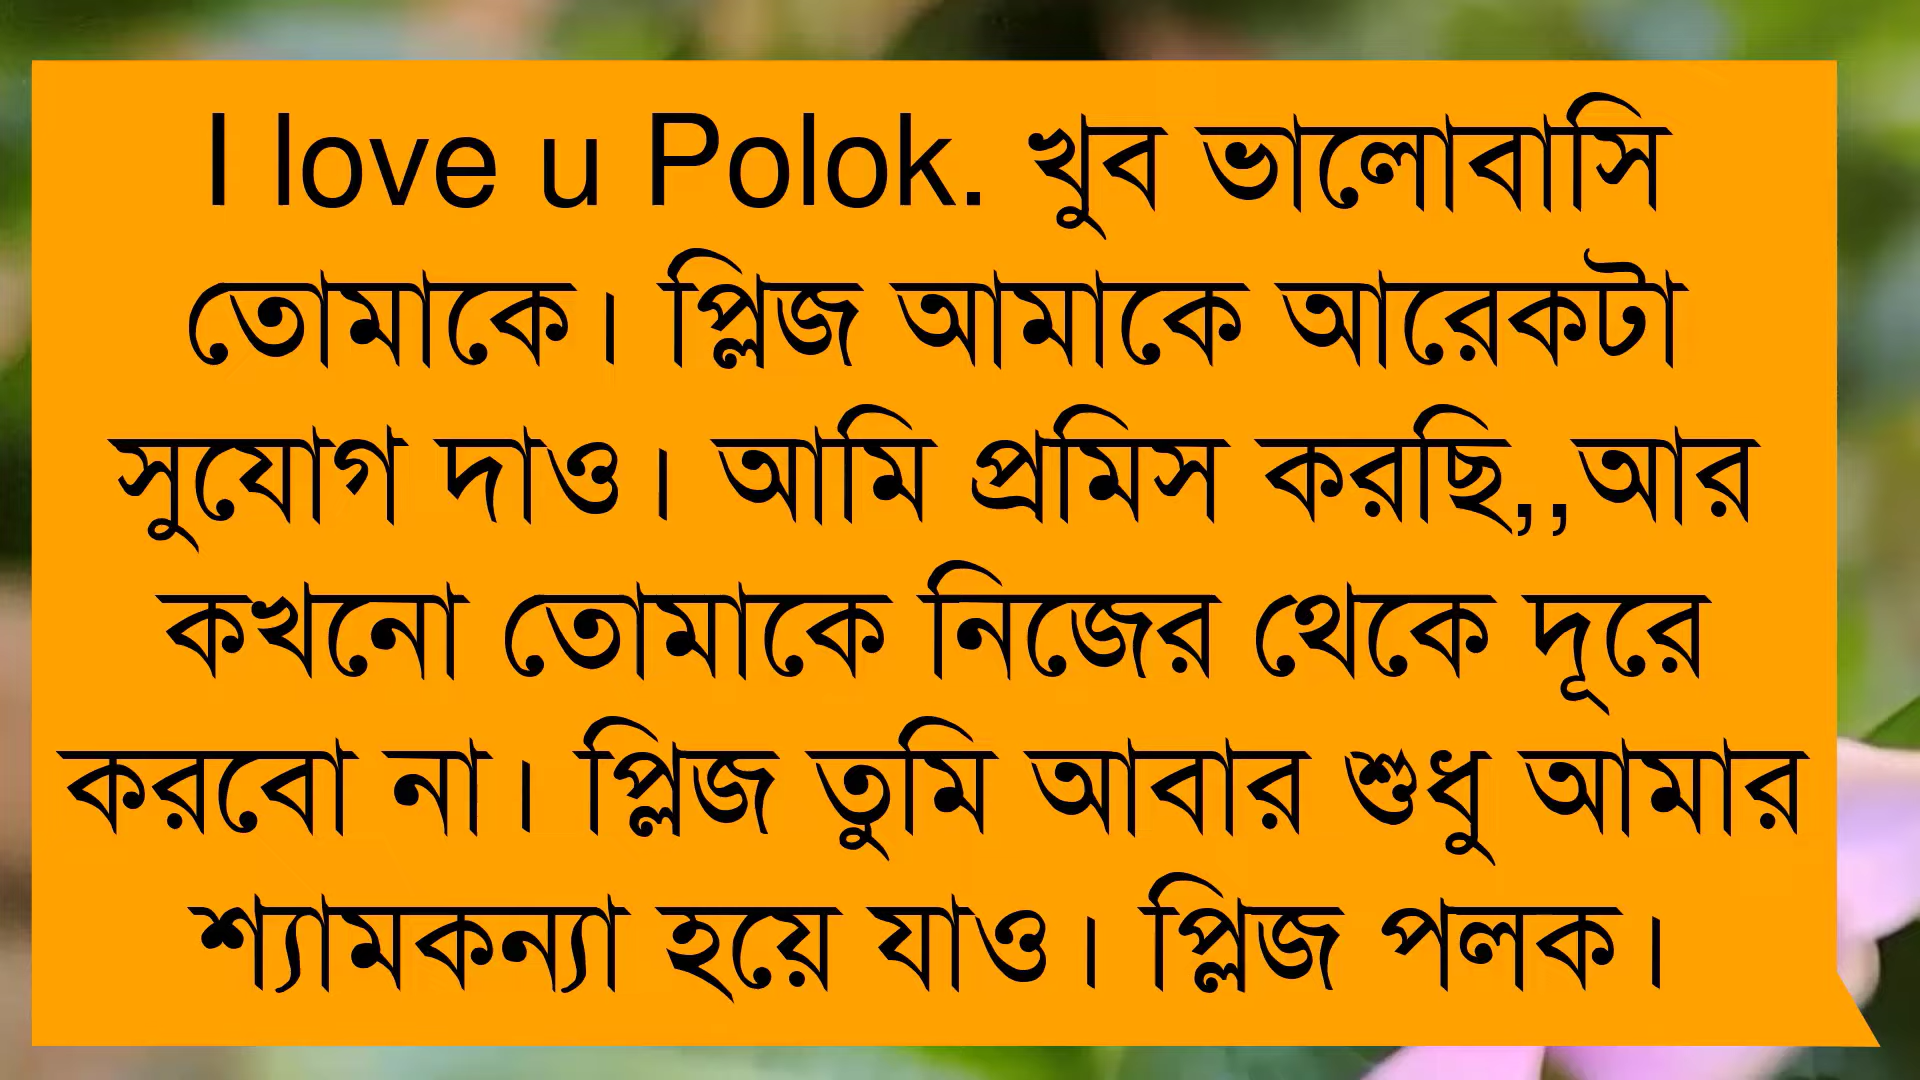 I love u Polok. খুব ভালোবাসি
তোমাকে। প্লিজ আমাকে আরেকটা
সুযোগ দাও। আমি প্রমিস করছি,,আর
কখনো তোমাকে নিজের থেকে দূরে
করবো না। প্লিজ তুমি আবার শুধু আমার
শ্যামকন্যা হয়ে যাও। প্লিজ পলক।